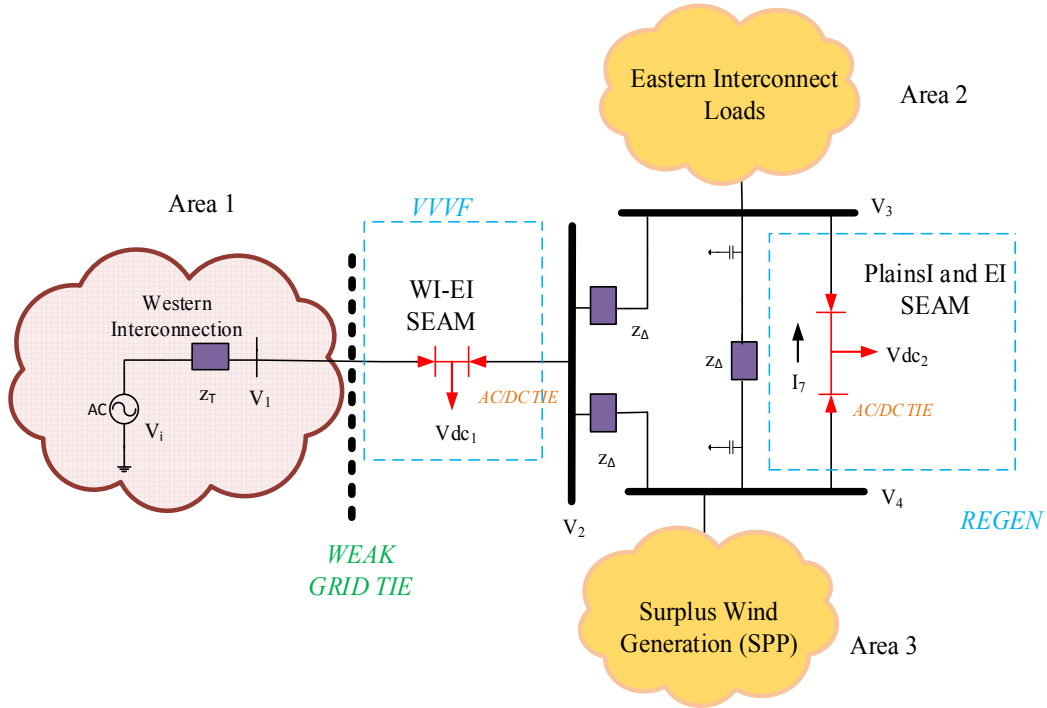 Eastern Interconnect
Loads
Area 2
Area 1
VVVF
V3
Western
Interconnection
WI-EI
SEAM
PlainsI and EI
SEAM
zΔ
zΔ
I7
Vdc2
zT
V1
AC
Vi
AC/DC TIE
Vdc1
AC/DC TIE
zΔ
V2
V4
REGEN
WEAK
GRID TIE
Surplus Wind
Generation (SPP)
Area 3